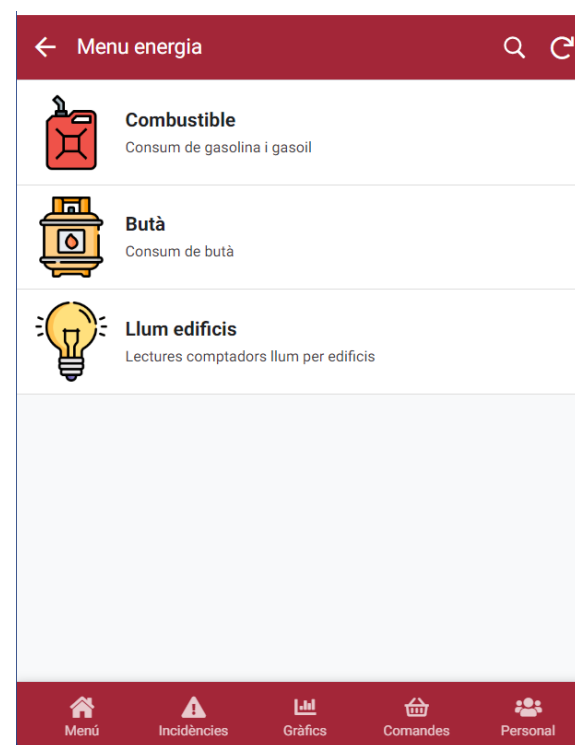 Menu energia
Combustible
Consum de gasolina i gasoil
Butà
Consum de butà
Llum edificis
Lectures comptadors llum per edificis
Menú
Incidències
Gràfics
Comandes
Personal